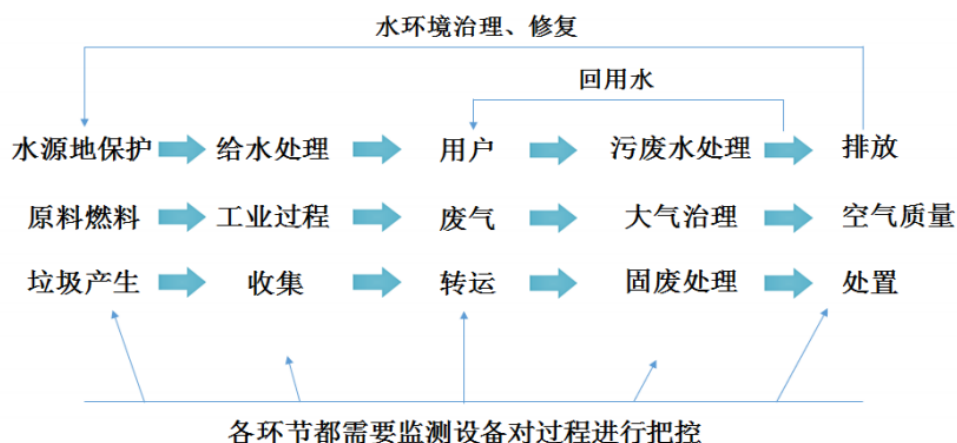 水环境治理、修复
回用水
水源地保护 给水处理 用户 污废水处理 排放
原料燃料 工业过程 废气 大气治理 空气质量
垃圾产生 收集 转运 固废处理 处置
各环节都需要监测设备对过程进行把控